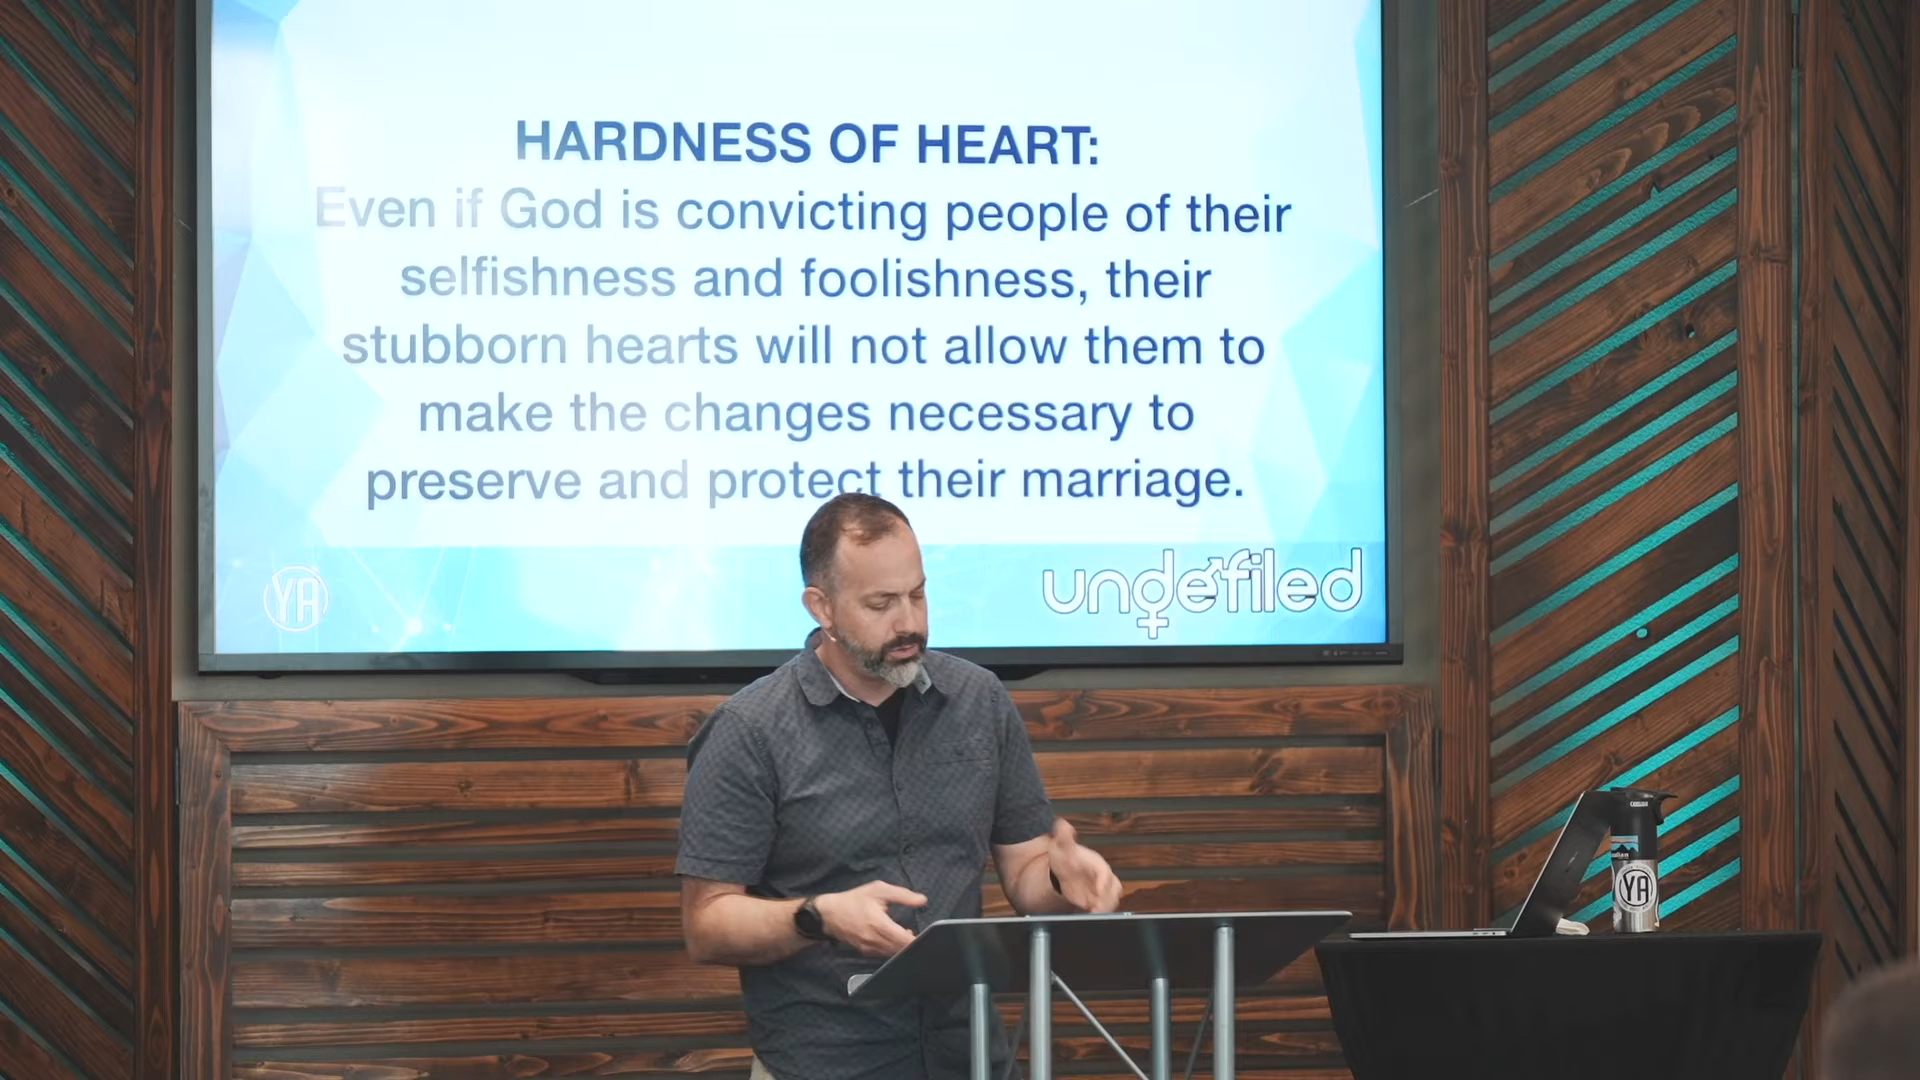 HARDNESS OF HEART:
Even if God is convicting people of their
selfishness and foolishness, their
stubborn hearts will not allow them to
make the changes necessary to
preserve and protect their marriage.
YA
undefiled
CAMELBAK
YA